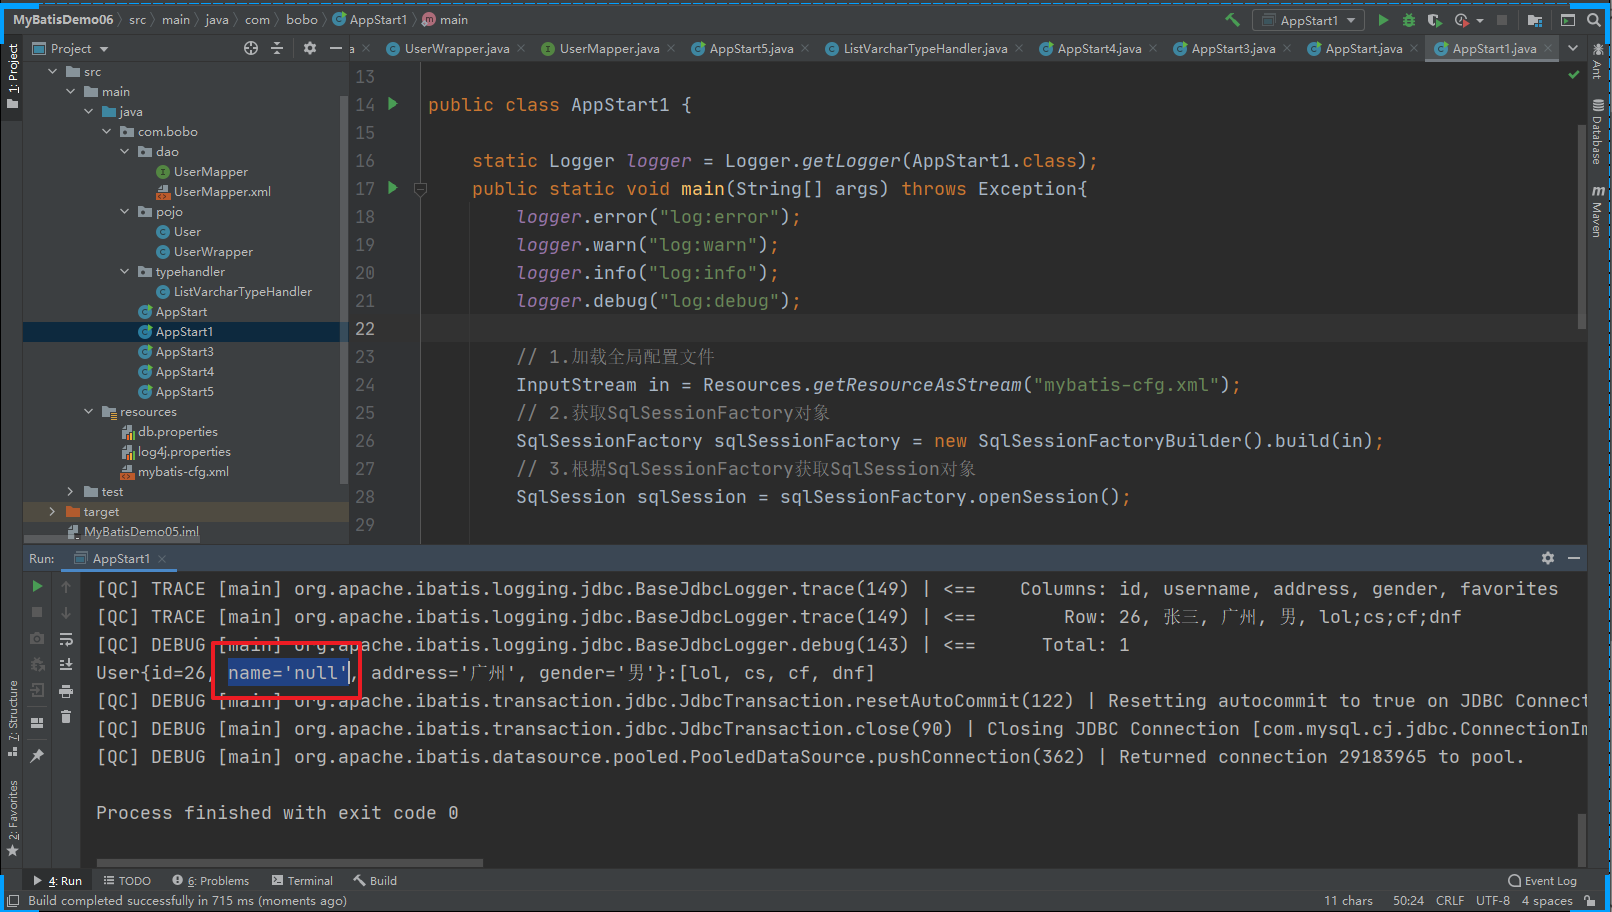 MyBatisDemo06 src main java com bobo AppStart1 main
AppStart1
1: Project
Project
UserWrapper.java
UserMapper.java
AppStart5.java
ListVarcharTypeHandler.java
AppStart4.java
AppStart3.java
AppStart.java
AppStart1.java
src
main
java
com.bobo
dao
UserMapper
UserMapper.xml
pojo
User
UserWrapper
typehandler
ListVarcharTypeHandler
AppStart
AppStart1
AppStart3
AppStart4
AppStart5
resources
db.properties
log4j.properties
mybatis-cfg.xml
test
target
MyBatisDemo05.iml
13
14 public class AppStart1 {
15
16 static Logger logger = Logger.getLogger(AppStart1.class);
17 public static void main(String[] args) throws Exception{
18 logger.error("log:error");
19 logger.warn("log:warn");
20 logger.info("log:info");
21 logger.debug("log:debug");
22
23 // 1.加载全局配置文件
24 InputStream in = Resources.getResourceAsStream("mybatis-cfg.xml");
25 // 2.获取SqlSessionFactory对象
26 SqlSessionFactory sqlSessionFactory = new SqlSessionFactoryBuilder().build(in);
27 // 3.根据SqlSessionFactory获取SqlSession对象
28 SqlSession sqlSession = sqlSessionFactory.openSession();
29
Ant
Database
Maven
Run: AppStart1
[QC] TRACE [main] org.apache.ibatis.logging.jdbc.BaseJdbcLogger.trace(149) | <== Columns: id, username, address, gender, favorites
[QC] TRACE [main] org.apache.ibatis.logging.jdbc.BaseJdbcLogger.trace(149) | <== Row: 26, 张三, 广州, 男, lol;cs;cf;dnf
[QC] DEBUG [main] org.apache.ibatis.logging.jdbc.BaseJdbcLogger.debug(143) | <== Total: 1
User{id=26, name='null', address='广州', gender='男'}:[lol, cs, cf, dnf]
[QC] DEBUG [main] org.apache.ibatis.transaction.jdbc.JdbcTransaction.resetAutoCommit(122) | Resetting autocommit to true on JDBC Connect
[QC] DEBUG [main] org.apache.ibatis.transaction.jdbc.JdbcTransaction.close(90) | Closing JDBC Connection [com.mysql.cj.jdbc.ConnectionIm
[QC] DEBUG [main] org.apache.ibatis.datasource.pooled.PooledDataSource.pushConnection(362) | Returned connection 29183965 to pool.
Process finished with exit code 0
7: Structure
2: Favorites
4: Run TODO 6: Problems Terminal Build Event Log
Build completed successfully in 715 ms (moments ago) 11 chars 50:24 CRLF UTF-8 4 spaces